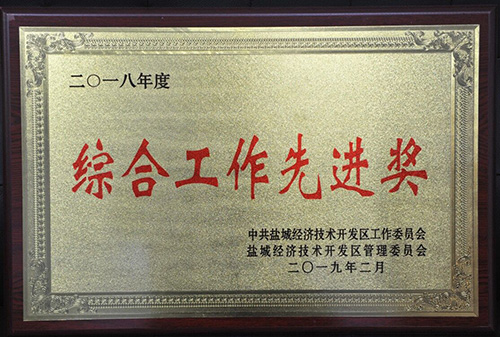 二〇一八年度
综合工作先进奖
中共盐城经济技术开发区工作委员会
盐城经济技术开发区管理委员会
二〇一九年二月